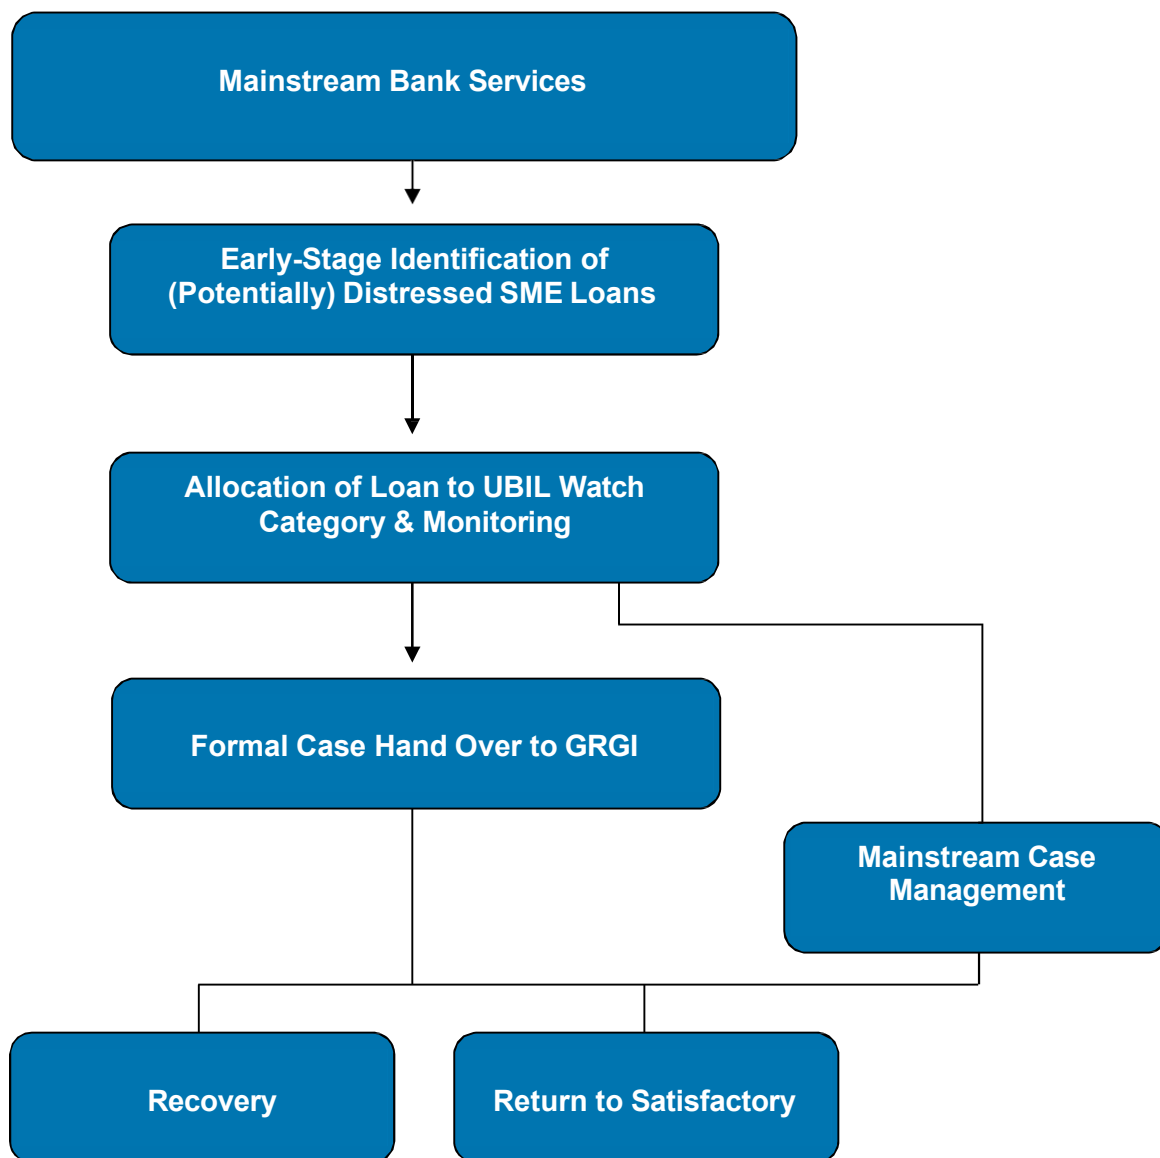 Mainstream Bank Services
Early-Stage Identification of
(Potentially) Distressed SME Loans
Allocation of Loan to UBIL Watch
Category & Monitoring
Formal Case Hand Over to GRGI
Mainstream Case
Management
Recovery
Return to Satisfactory